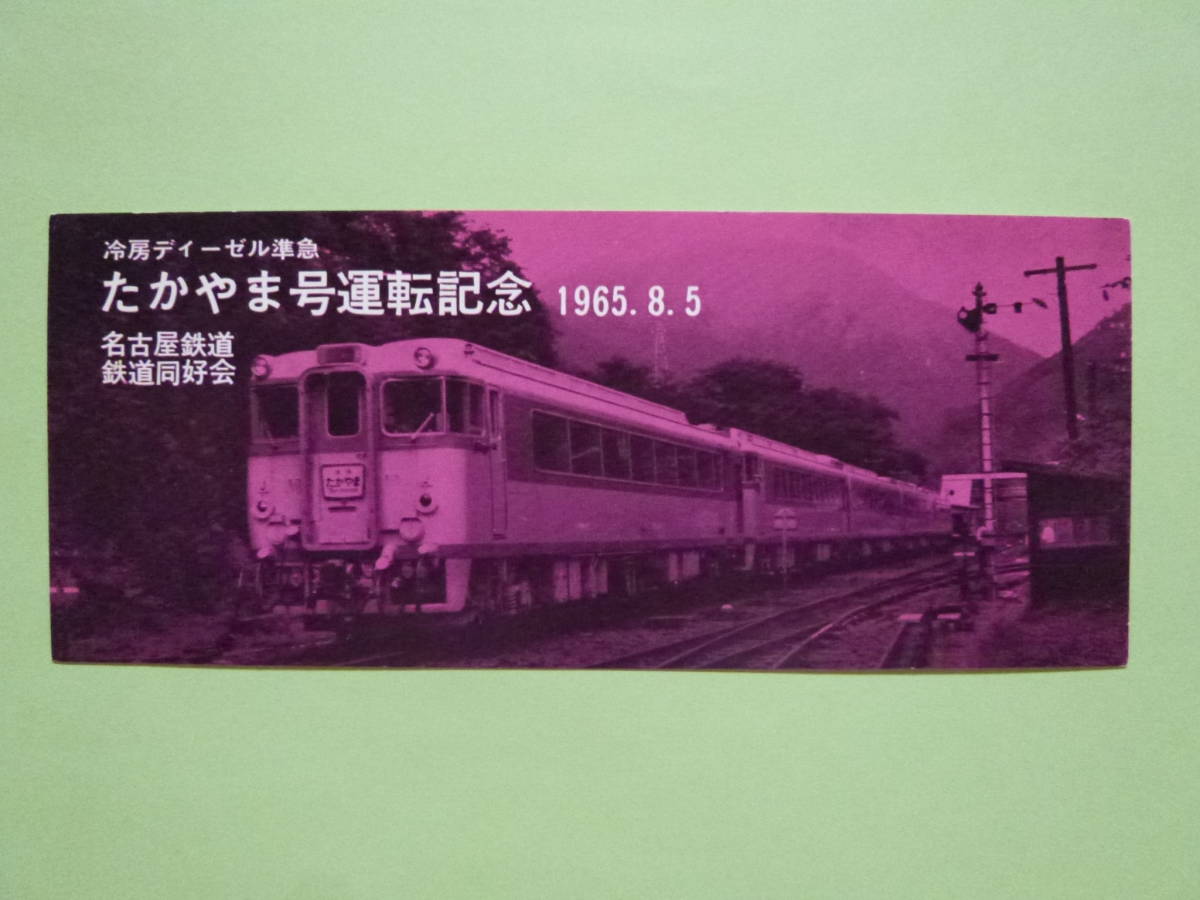 冷房デイーゼル準急
たかやま号運転記念 1965.8.5
名古屋鉄道
鉄道同好会
たかやま